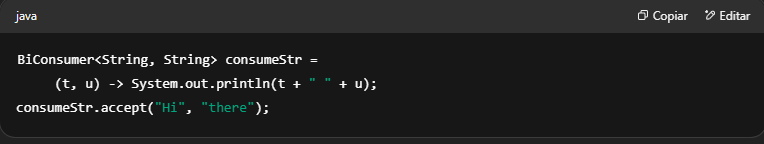 java Copiar Editar
BiConsumer<String, String> consumeStr =
(t, u) -> System.out.println(t + " " + u);
consumeStr.accept("Hi", "there");